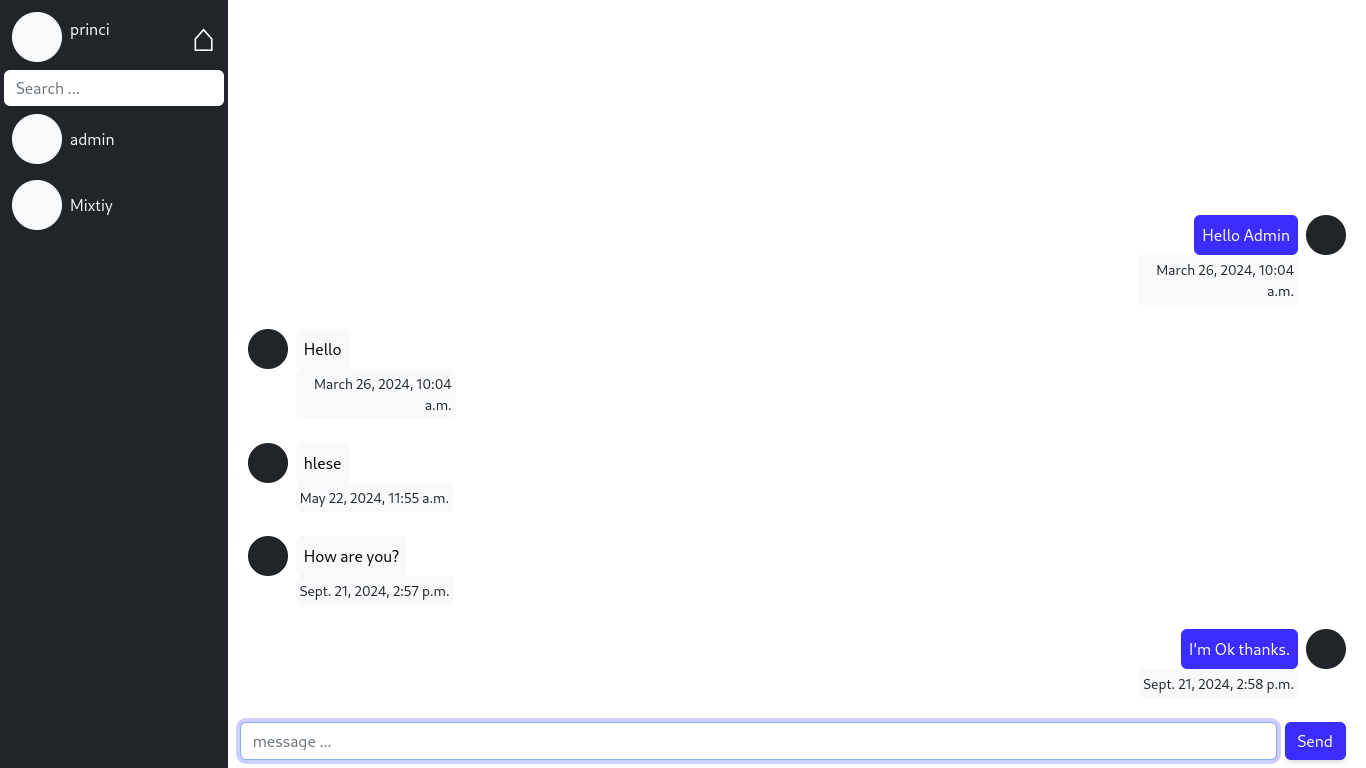 princi
Search ...
admin
Mixtiy
Hello Admin
March 26, 2024, 10:04
a.m.
Hello
March 26, 2024, 10:04
a.m.
hlese
May 22, 2024, 11:55 a.m.
How are you?
Sept. 21, 2024, 2:57 p.m.
I'm Ok thanks.
Sept. 21, 2024, 2:58 p.m.
message ...
Send